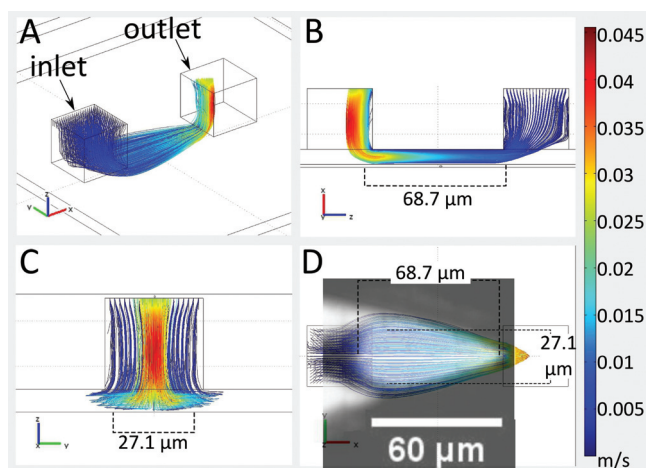 A
inlet
outlet
z
Y
x
B
68.7 µm
x
z
C
27.1 µm
z
Y
D
68.7 µm
27.1
µm
60 µm
Y
x
0.045
0.04
0.035
0.03
0.025
0.02
0.015
0.01
0.005
m/s